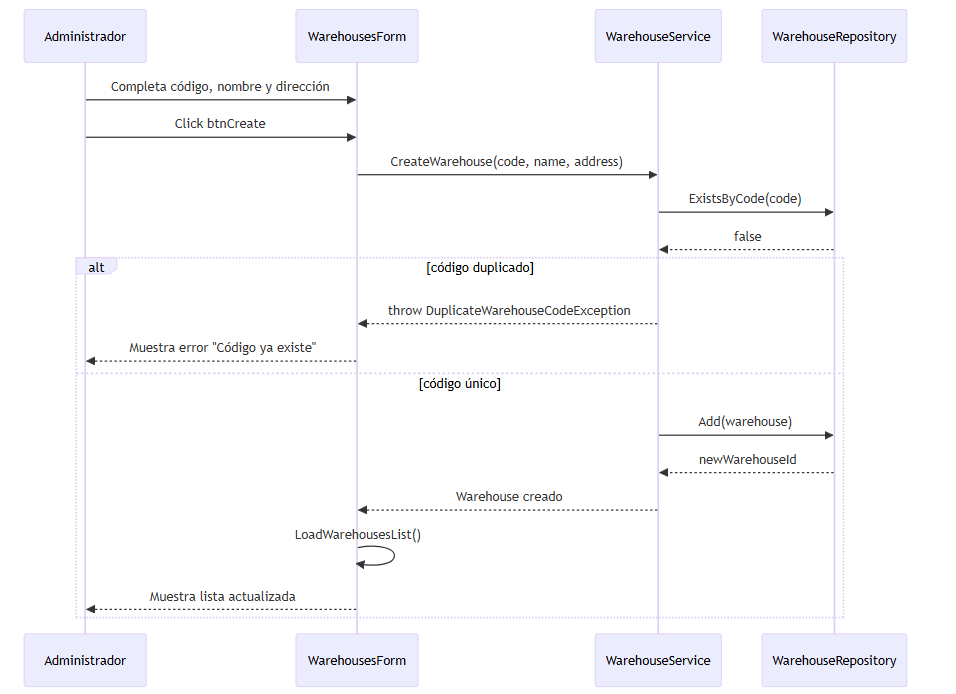 Administrador
WarehousesForm
WarehouseService
WarehouseRepository
Completa código, nombre y dirección
Click btnCreate
CreateWarehouse(code, name, address)
ExistsByCode(code)
false
alt
[código duplicado]
throw DuplicateWarehouseCodeException
Muestra error "Código ya existe"
[código único]
Add(warehouse)
newWarehouseId
Warehouse creado
LoadWarehousesList()
Muestra lista actualizada
Administrador
WarehousesForm
WarehouseService
WarehouseRepository